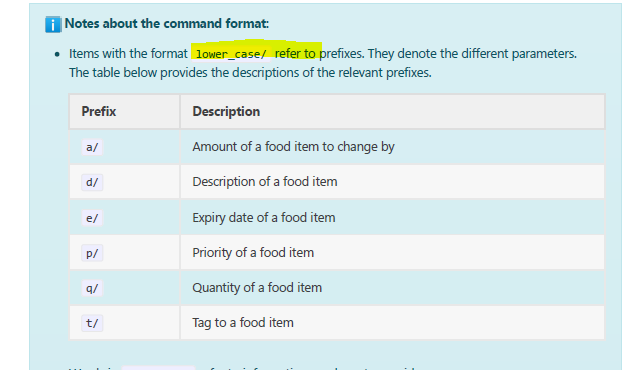 Notes about the command format:
Items with the format lower_case/ refer to prefixes. They denote the different parameters.
The table below provides the descriptions of the relevant prefixes.
Prefix Description
a/ Amount of a food item to change by
d/ Description of a food item
e/ Expiry date of a food item
p/ Priority of a food item
q/ Quantity of a food item
t/ Tag to a food item